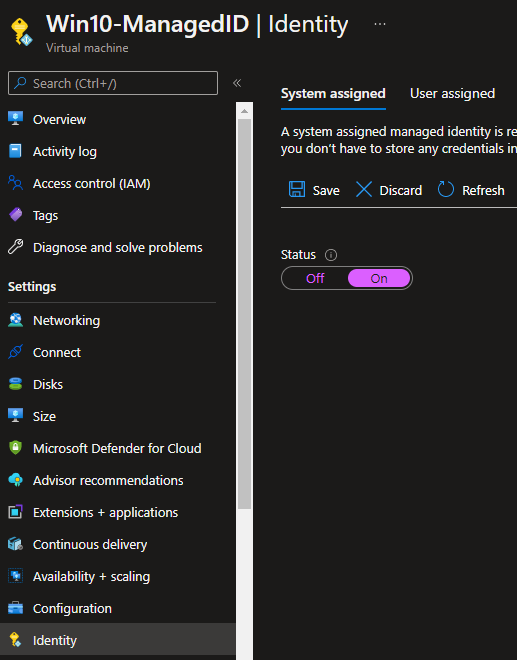 Win10-ManagedID | Identity ...
Virtual machine
Search (Ctrl+/)
«
Overview
Activity log
Access control (IAM)
Tags
Diagnose and solve problems
Settings
Networking
Connect
Disks
Size
Microsoft Defender for Cloud
Advisor recommendations
Extensions + applications
Continuous delivery
Availability + scaling
Configuration
Identity
System assigned User assigned
A system assigned managed identity is re
you don't have to store any credentials in
Save Discard Refresh
Status
Off On